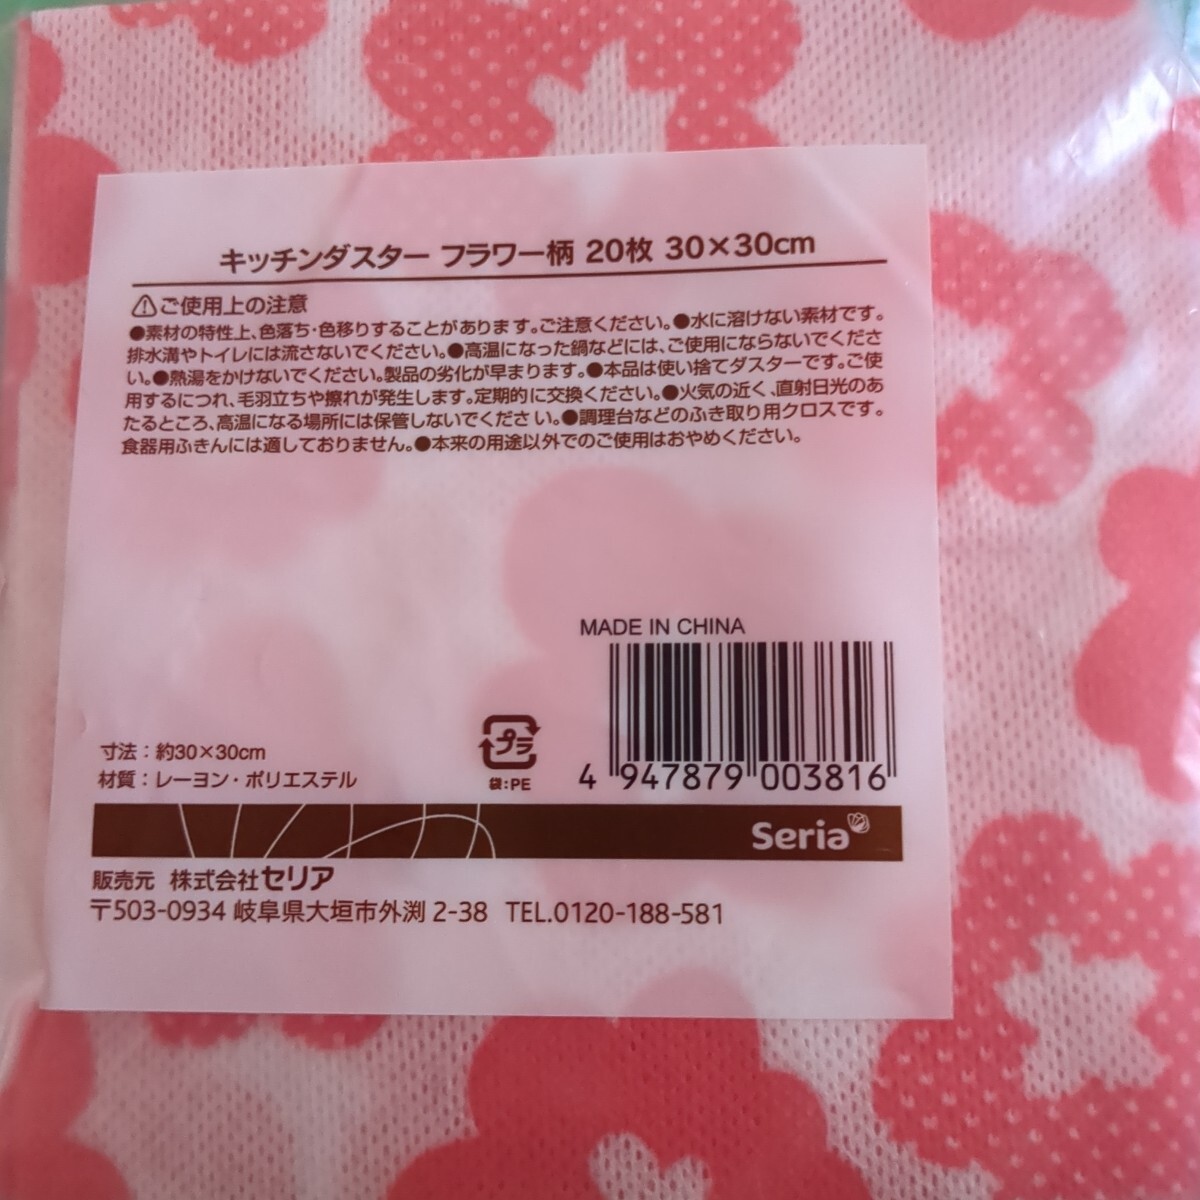 キッチンダスター フラワー柄 20枚 30×30cm
⚠ご使用上の注意
●素材の特性上、色落ち・色移りすることがあります。ご注意ください。●水に溶けない素材です。
排水溝やトイレには流さないでください。●高温になった鍋などには、ご使用にならないでくださ
い。●熱湯をかけないでください。製品の劣化が早まります。●本品は使い捨てダスターです。ご使
用するにつれ、毛羽立ちや擦れが発生します。定期的に交換ください。●火気の近く、直射日光のあ
たるところ、高温になる場所には保管しないでください。●調理台などのふき取り用クロスです。
食器用ふきんには適しておりません。●本来の用途以外でのご使用はおやめください。
MADE IN CHINA
寸法：約30×30cm
材質：レーヨン・ポリエステル
プラ
袋:PE
4 947879 003816
Seria
販売元 株式会社セリア
〒503-0934 岐阜県大垣市外渕 2-38 TEL.0120-188-581